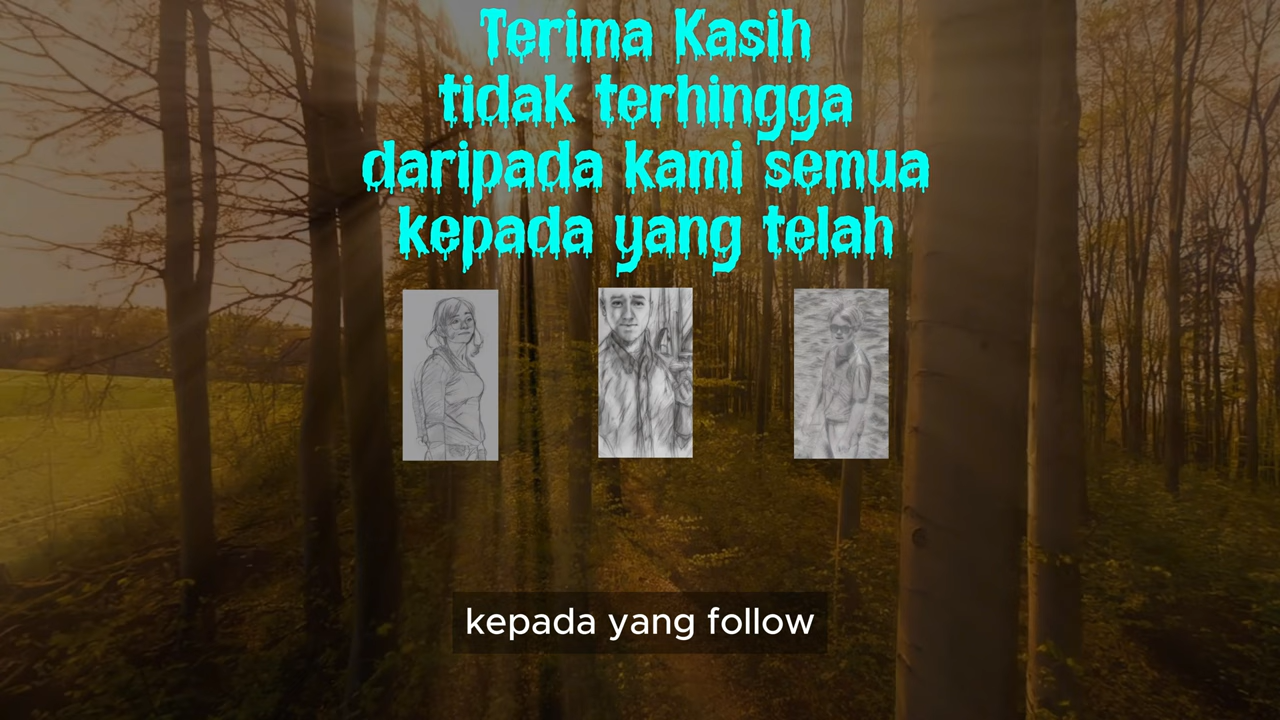 Terima Kasih
tidak terhingga
daripada kami semua
kepada yang telah
kepada yang follow